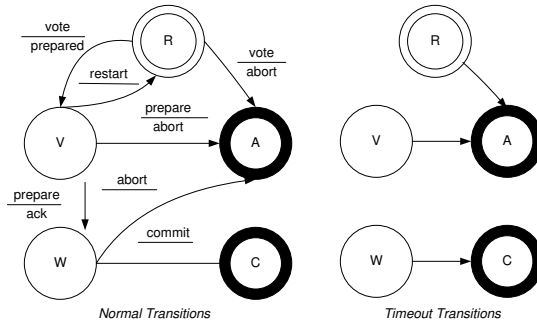 vote
prepared
R
vote
abort
restart
prepare
abort
V
A
prepare
ack
abort
commit
W
C
Normal Transitions
R
V
A
W
C
Timeout Transitions